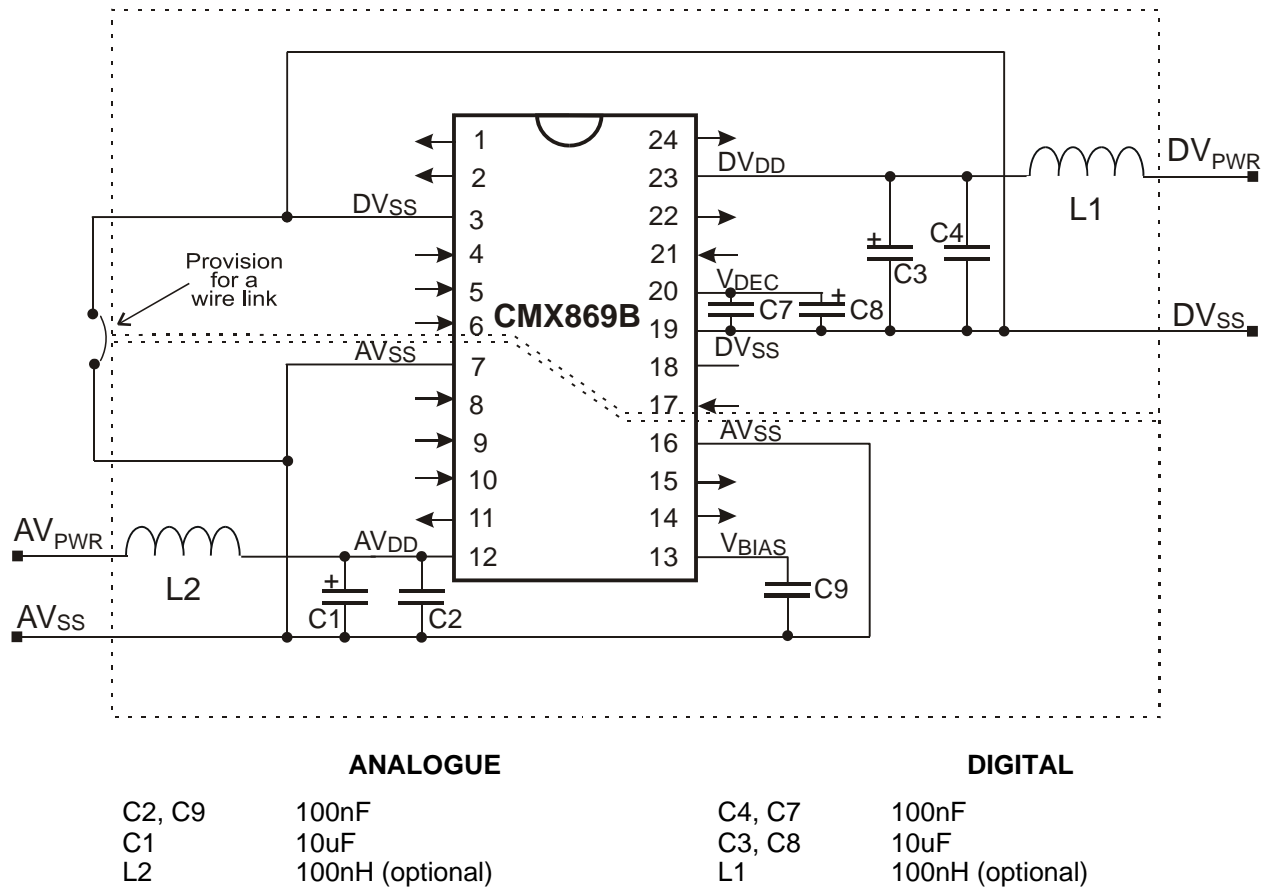 1 24
DVDD
2 23
DVPWR
L1
DVSS
3 22
+
C4
C3
4 21
Provision
for a
wire link
VDEC
5 20
+
C7 C8
CMX869B
6 19
DVSS
DVSS
AVSS
7 18
8 17
AVSS
9 16
10 15
11 14
AVPWR
AVDD
VBIAS
12 13
L2
+
C1 C2
C9
AVSS
ANALOGUE DIGITAL
C2, C9 100nF C4, C7 100nF
C1 10uF C3, C8 10uF
L2 100nH (optional) L1 100nH (optional)